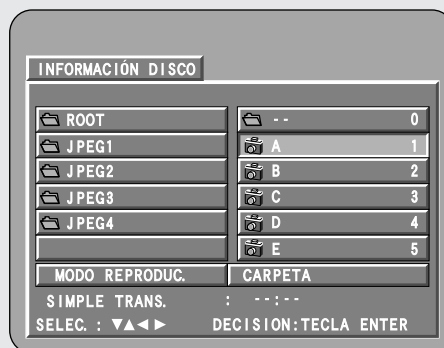 INFORMACIÓN DISCO
ROOT
-- 0
JPEG1
A 1
JPEG2
B 2
JPEG3
C 3
JPEG4
D 4
E 5
MODO REPRODUC. CARPETA
SIMPLE TRANS. : --:--
SELEC. : ▼▲◀ ▶ DECISION:TECLA ENTER